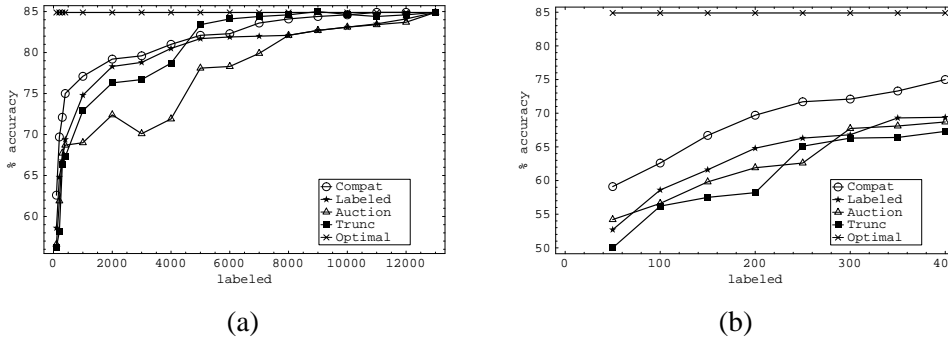 85
80
75
70
65
60
% accuracy
0
2000
4000
6000
8000
10000
12000
labeled
Compat
Labeled
Auction
Trunc
Optimal
(a)
85
80
75
70
65
60
55
50
% accuracy
0
100
200
300
40
labeled
Compat
Labeled
Auction
Trunc
Optimal
(b)